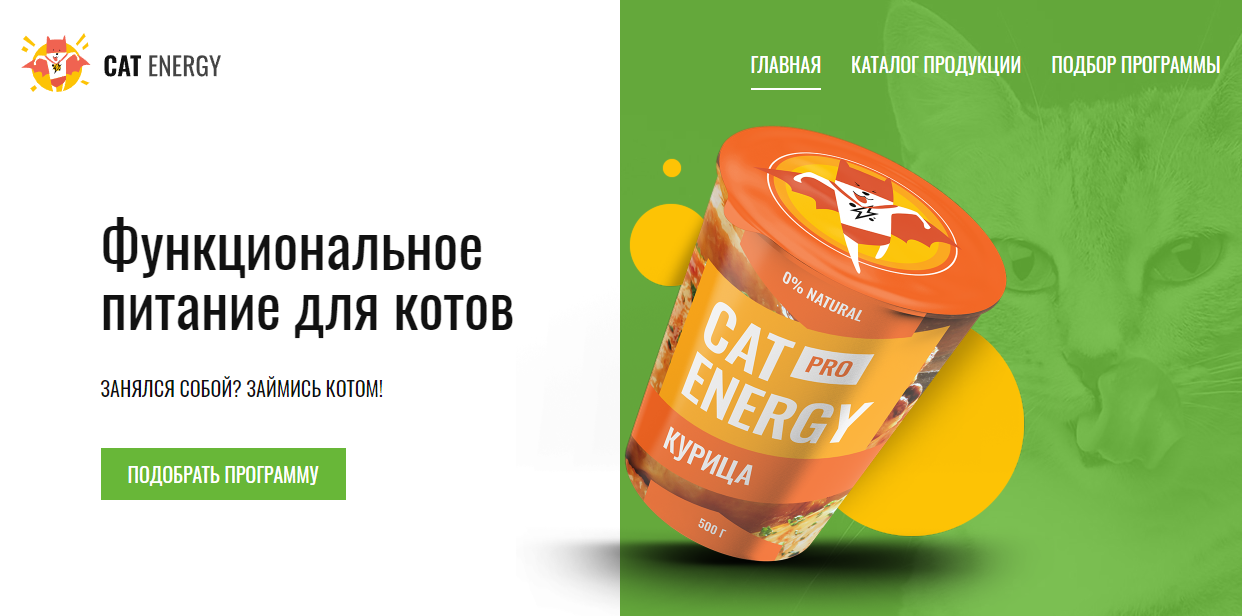 CAT ENERGY
ГЛАВНАЯ КАТАЛОГ ПРОДУКЦИИ ПОДБОР ПРОГРАММЫ
Функциональное
питание для котов
ЗАНЯЛСЯ СОБОЙ? ЗАЙМИСЬ КОТОМ!
ПОДОБРАТЬ ПРОГРАММУ
0% NATURAL
CAT PRO
ENERGY
КУРИЦА
500 Г